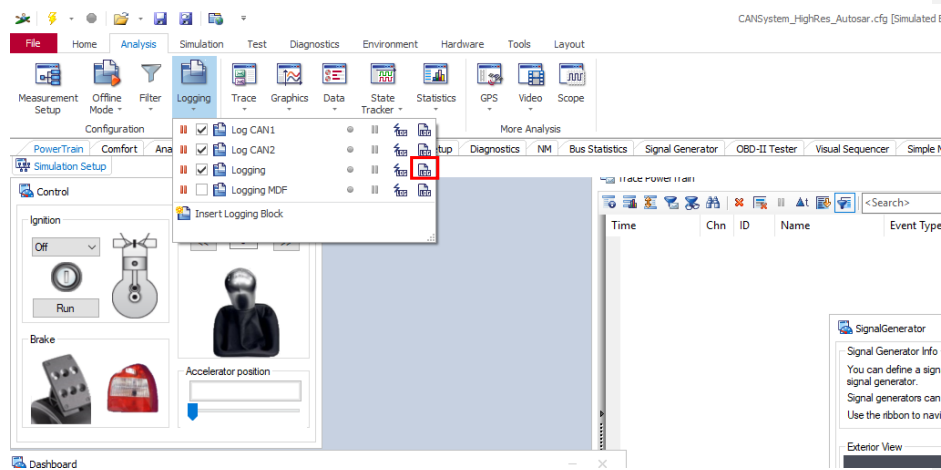 CANSystem_HighRes_Autosar.cfg [Simulated
File Home Analysis Simulation Test Diagnostics Environment Hardware Tools Layout
Measurement Setup
Offline Mode
Filter
Logging
Trace
Graphics
Data
State Tracker
Statistics
GPS
Video
Scope
Configuration
More Analysis
PowerTrain Comfort Ana
etup Diagnostics NM Bus Statistics Signal Generator OBD-II Tester Visual Sequencer Simple
Log CAN1
Log CAN2
Logging
Logging MDF
Insert Logging Block
Simulation Setup
Control
Ignition
Off
Run
Brake
<<
>>
Accelerator position
Trace PowerTrain
<Search>
Time Chn ID Name Event Type
SignalGenerator
Signal Generator Info
You can define a sign
signal generator.
Signal generators can
Use the ribbon to navi
Exterior View
Dashboard